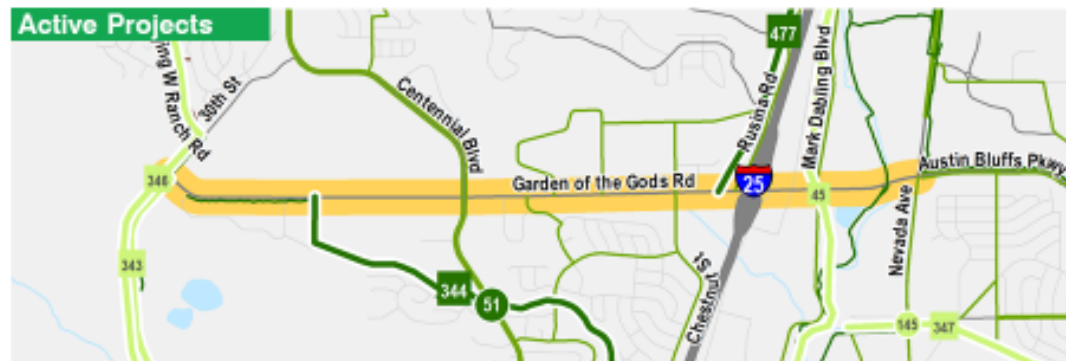 Active Projects
477
30th St
Centennial Blvd
Rusina Rd
Mark Dabling Blvd
ing W Ranch Rd
Austin Bluffs Pkwy
346
Garden of the Gods Rd
25
45
Nevada Ave
343
Chestnut St
344
51
145
347